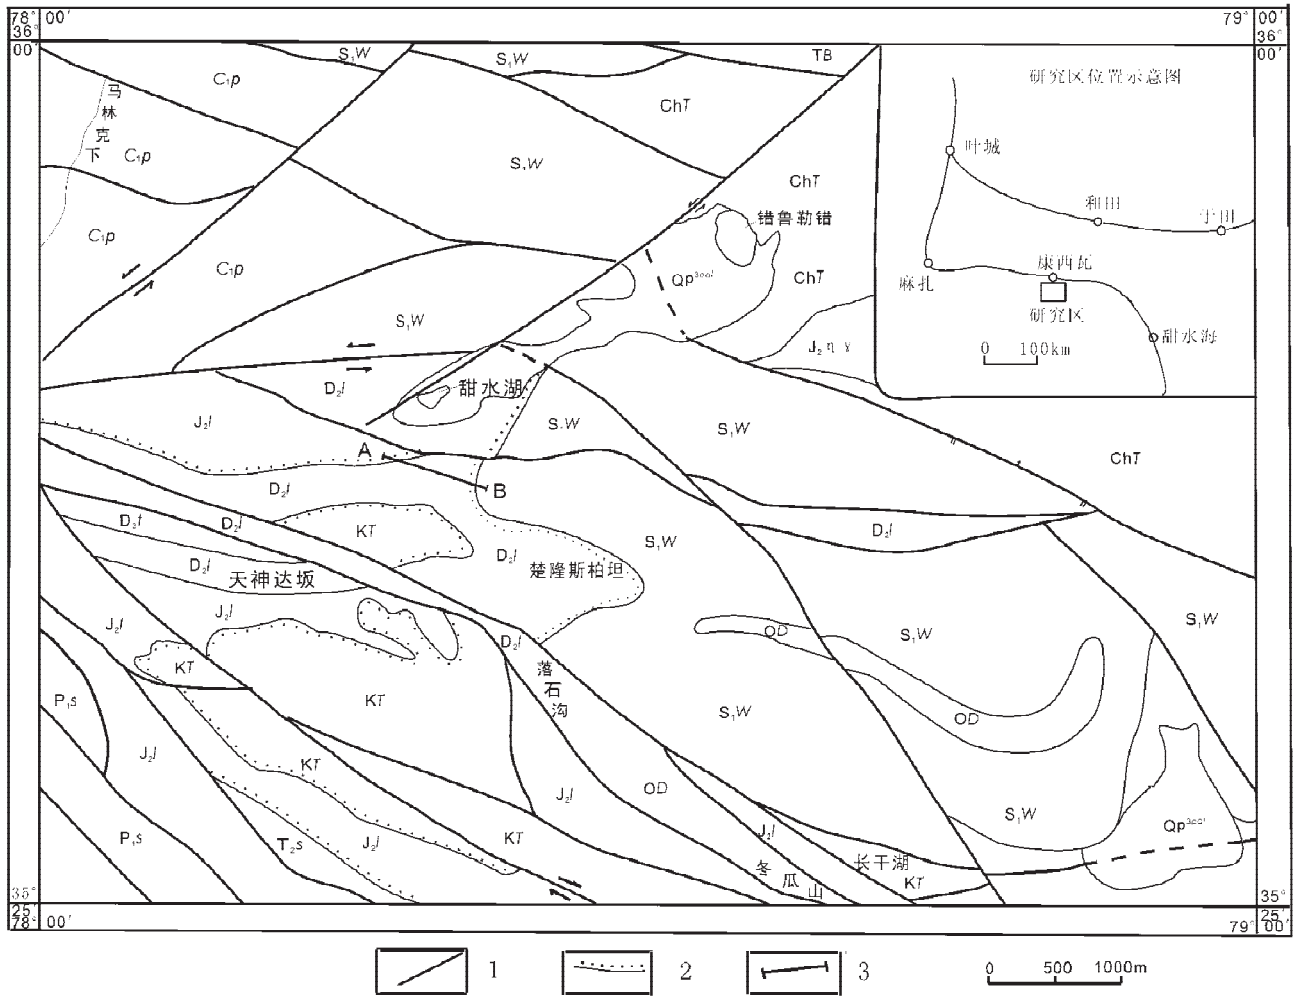 78° 00′
36°
00′
79° 00′
36°
00′
S₁W
S₁W
TB
C₁p
ChT
马林克下
C₁p
S₁W
ChT
C₁p
C₁p
错鲁勒错
Qp³ᵉᵒˡ
ChT
S₁W
J₂ηγ
研究区位置示意图
叶城
和田
于田
麻扎
康西瓦
研究区
甜水海
0 100km
D₂l
甜水湖
J₂l
S₁W
S₁W
A
B
ChT
D₂l
D₂l
D₂l
KT
D₂l
S₁W
D₂l
D₂l
楚隆斯柏坦
天神达坂
J₂l
J₂l
D₂l
OD
S₁W
S₁W
KT
落石沟
P₁s
KT
S₁W
OD
J₂l
KT
J₂l
OD
S₁W
Qp³ᵉᵒˡ
P₁s
T₂s
J₂l
KT
J₂l
冬瓜山
长干湖
KT
35°
25′
78° 00′
35°
25′
79° 00′
1
2
3
0 500 1000m